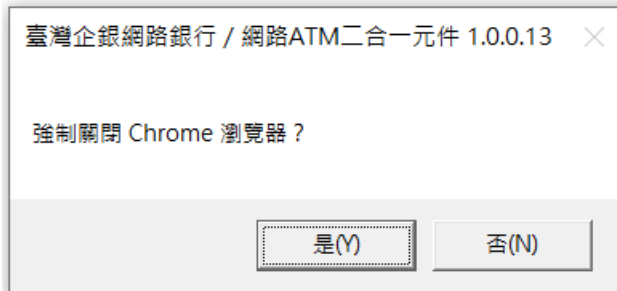 臺灣企銀網路銀行 / 網路ATM二合一元件 1.0.0.13
強制關閉 Chrome 瀏覽器？
是(Y) 否(N)